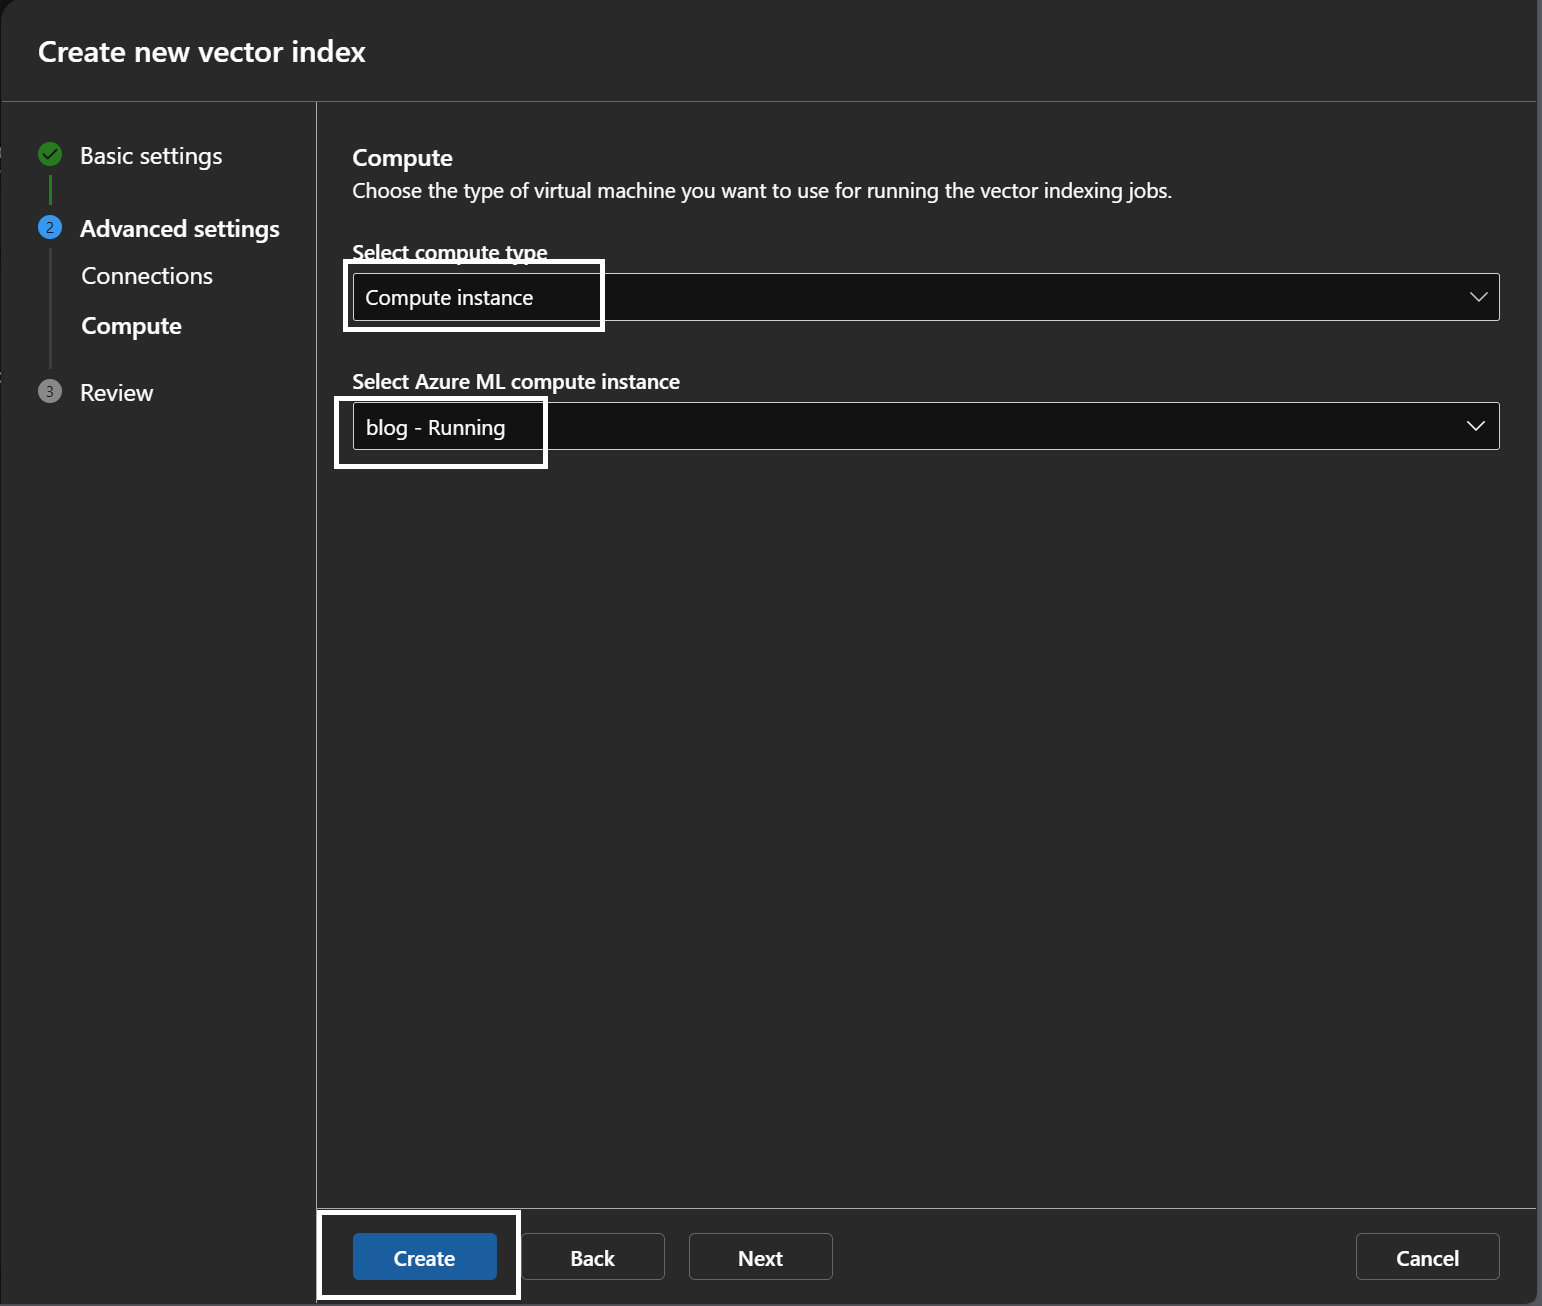 Create new vector index
Basic settings
2 Advanced settings
Connections
Compute
3 Review
Compute
Choose the type of virtual machine you want to use for running the vector indexing jobs.
Select compute type
Compute instance
Select Azure ML compute instance
blog - Running
Create
Back
Next
Cancel